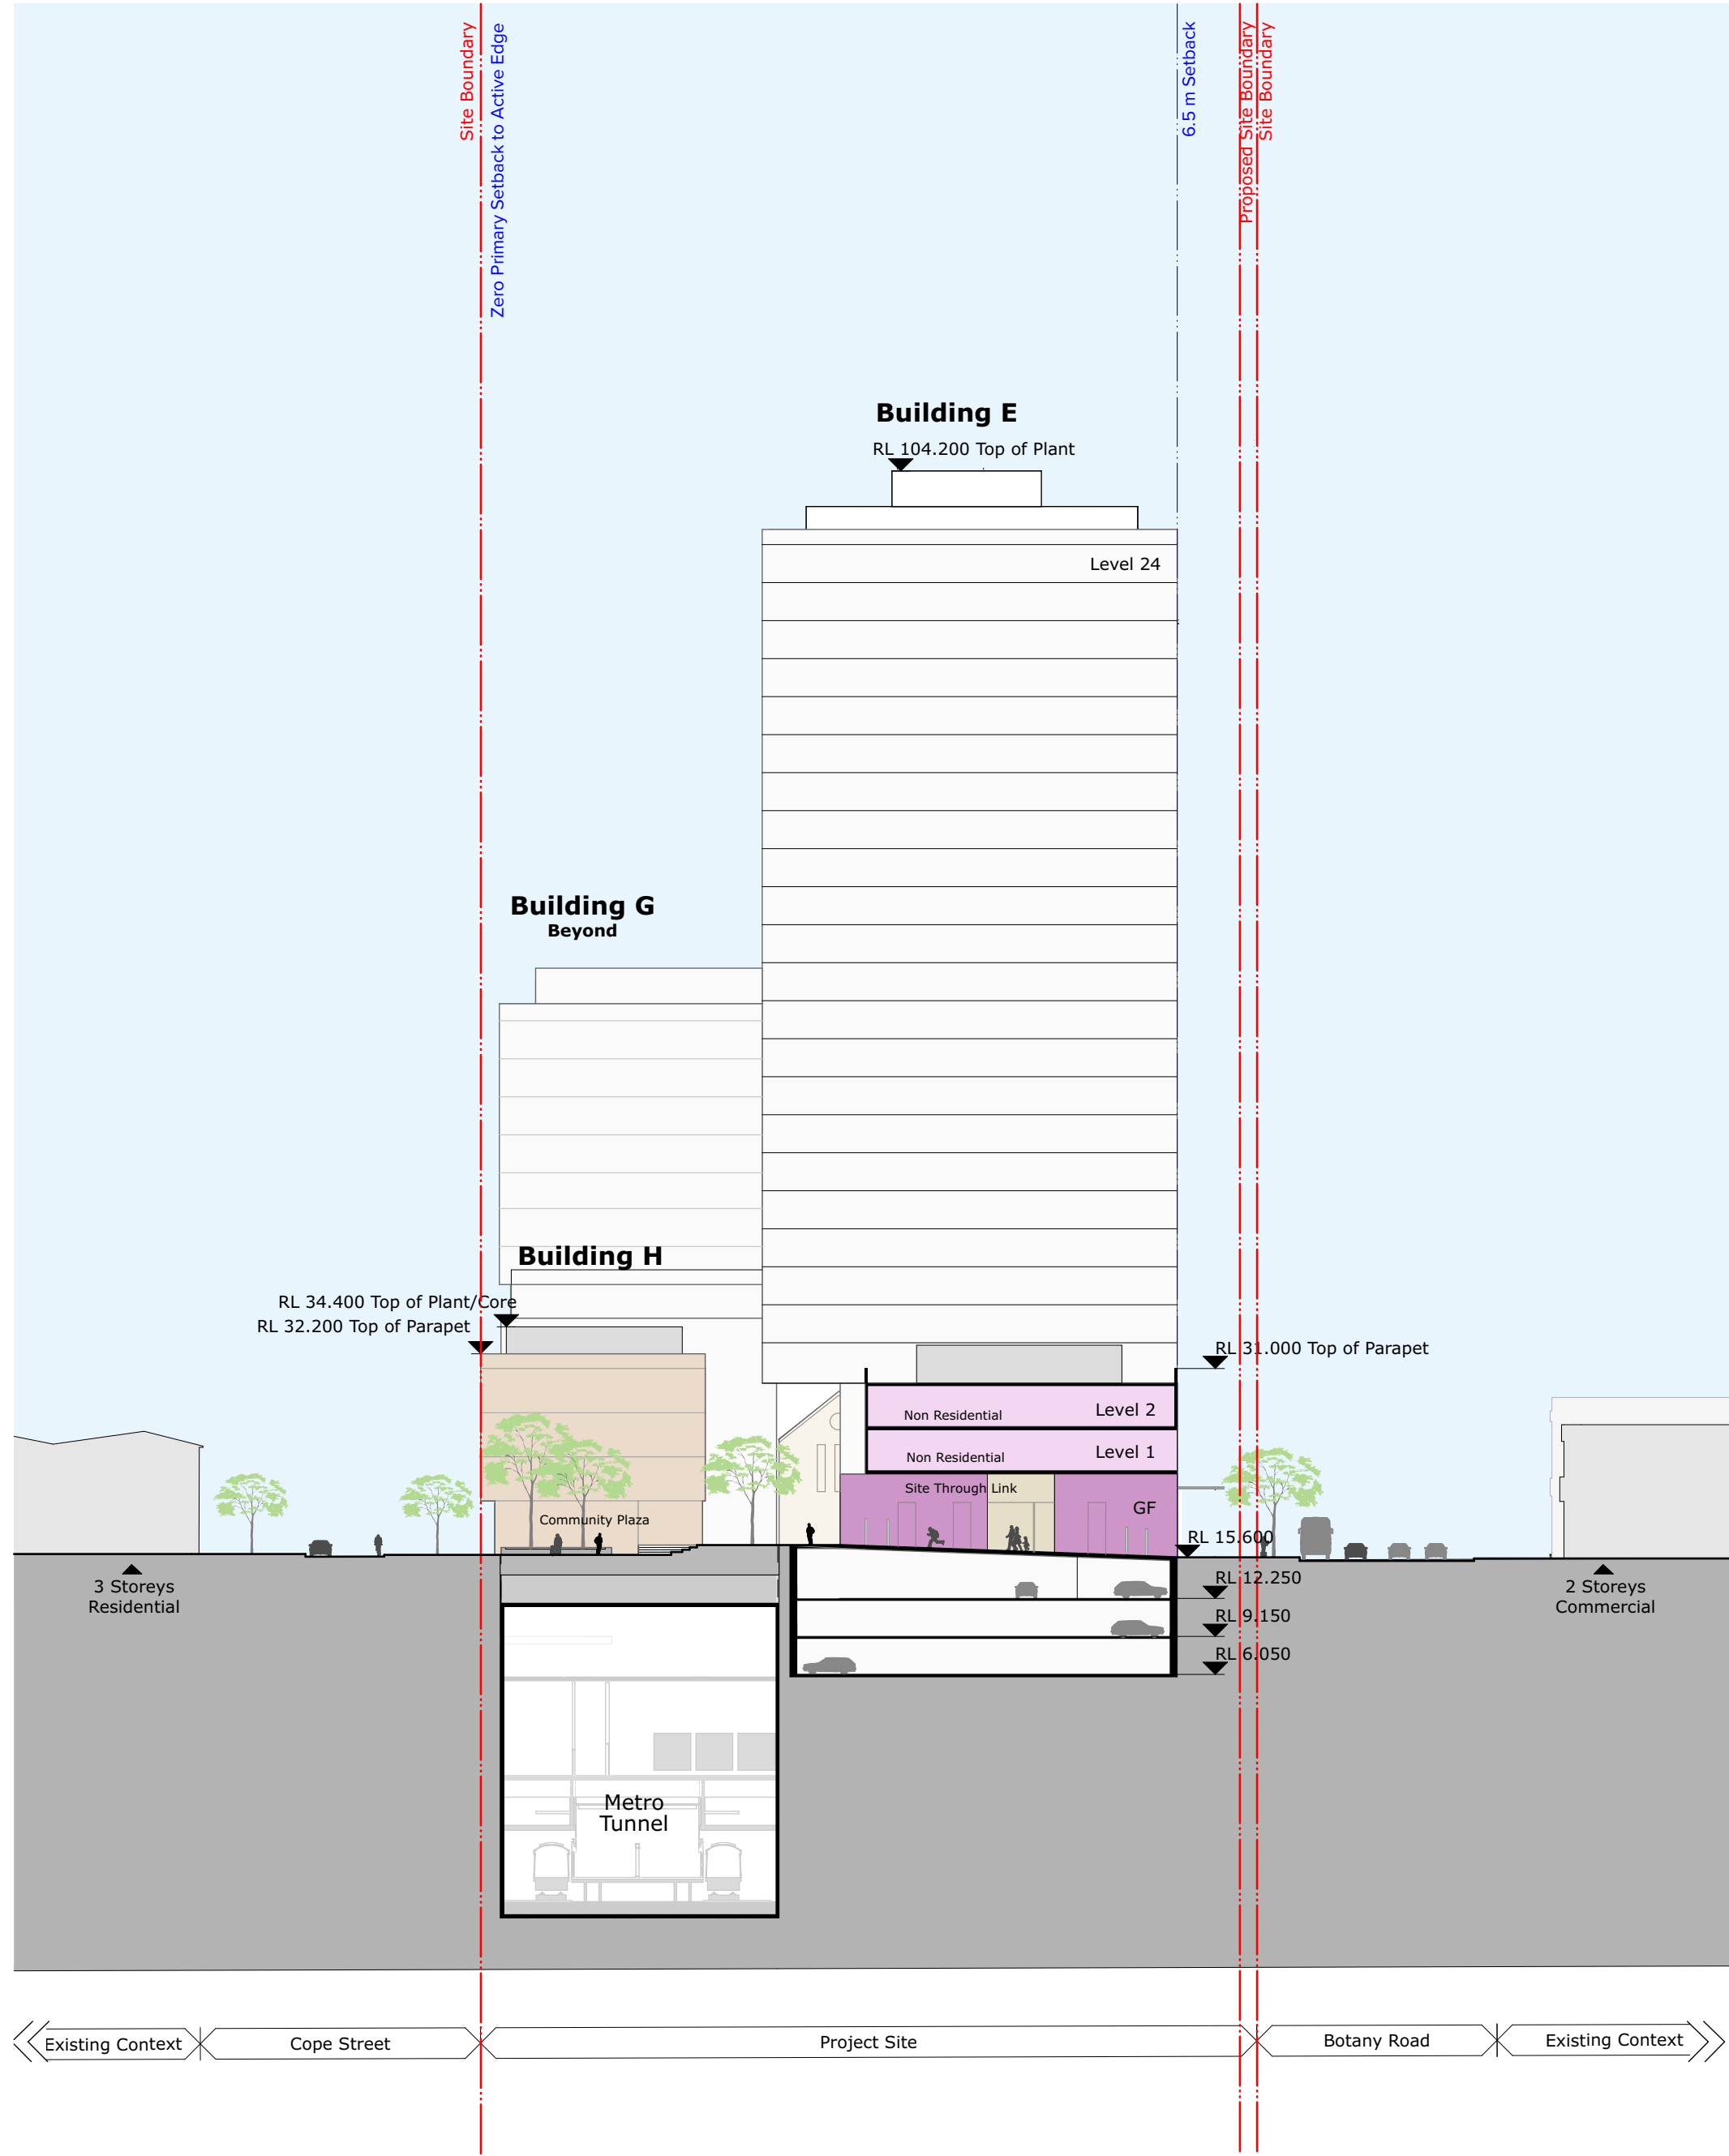 Site Boundary
Zero Primary Setback to Active Edge
6.5 m Setback
Proposed Site Boundary
Site Boundary
Building E
RL 104.200 Top of Plant
Level 24
Building G
Beyond
Building H
RL 34.400 Top of Plant/Core
RL 32.200 Top of Parapet
RL 31.000 Top of Parapet
Non Residential
Level 2
Non Residential
Level 1
Site Through Link
GF
Community Plaza
RL 15.600
3 Storeys
Residential
RL 12.250
2 Storeys
Commercial
RL 9.150
RL 6.050
Metro
Tunnel
Existing Context
Cope Street
Project Site
Botany Road
Existing Context